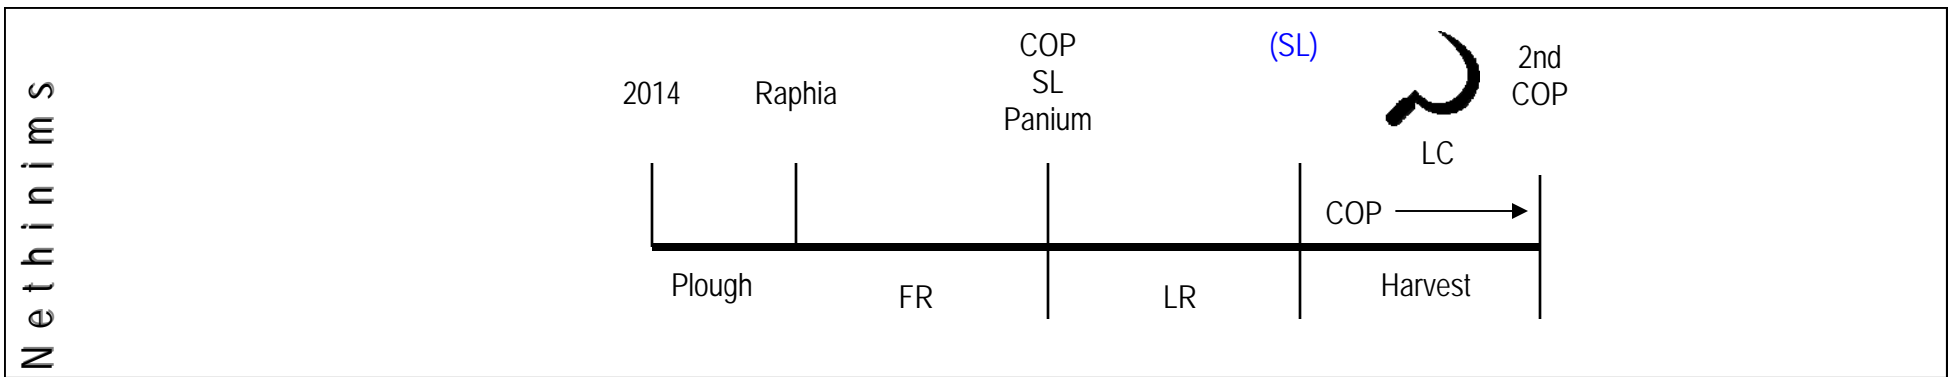 Nethinims
2014
Raphia
COP
SL
Panium
(SL)
LC
2nd
COP
COP
Plough
FR
LR
Harvest